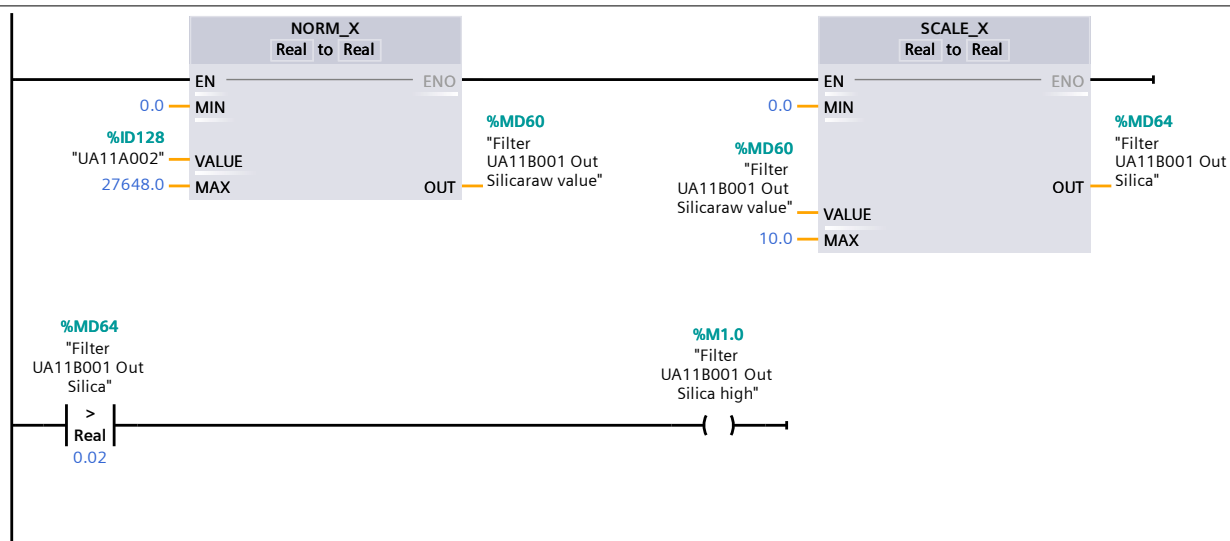 NORM_X
Real to Real
EN
ENO
0.0
MIN
%ID128
"UA11A002"
VALUE
27648.0
MAX
OUT
%MD60
"Filter
UA11B001 Out
Silicaraw value"
SCALE_X
Real to Real
EN
ENO
0.0
MIN
%MD60
"Filter
UA11B001 Out
Silicaraw value"
VALUE
10.0
MAX
OUT
%MD64
"Filter
UA11B001 Out
Silica"
%MD64
"Filter
UA11B001 Out
Silica"
>
Real
0.02
%M1.0
"Filter
UA11B001 Out
Silica high"
( )